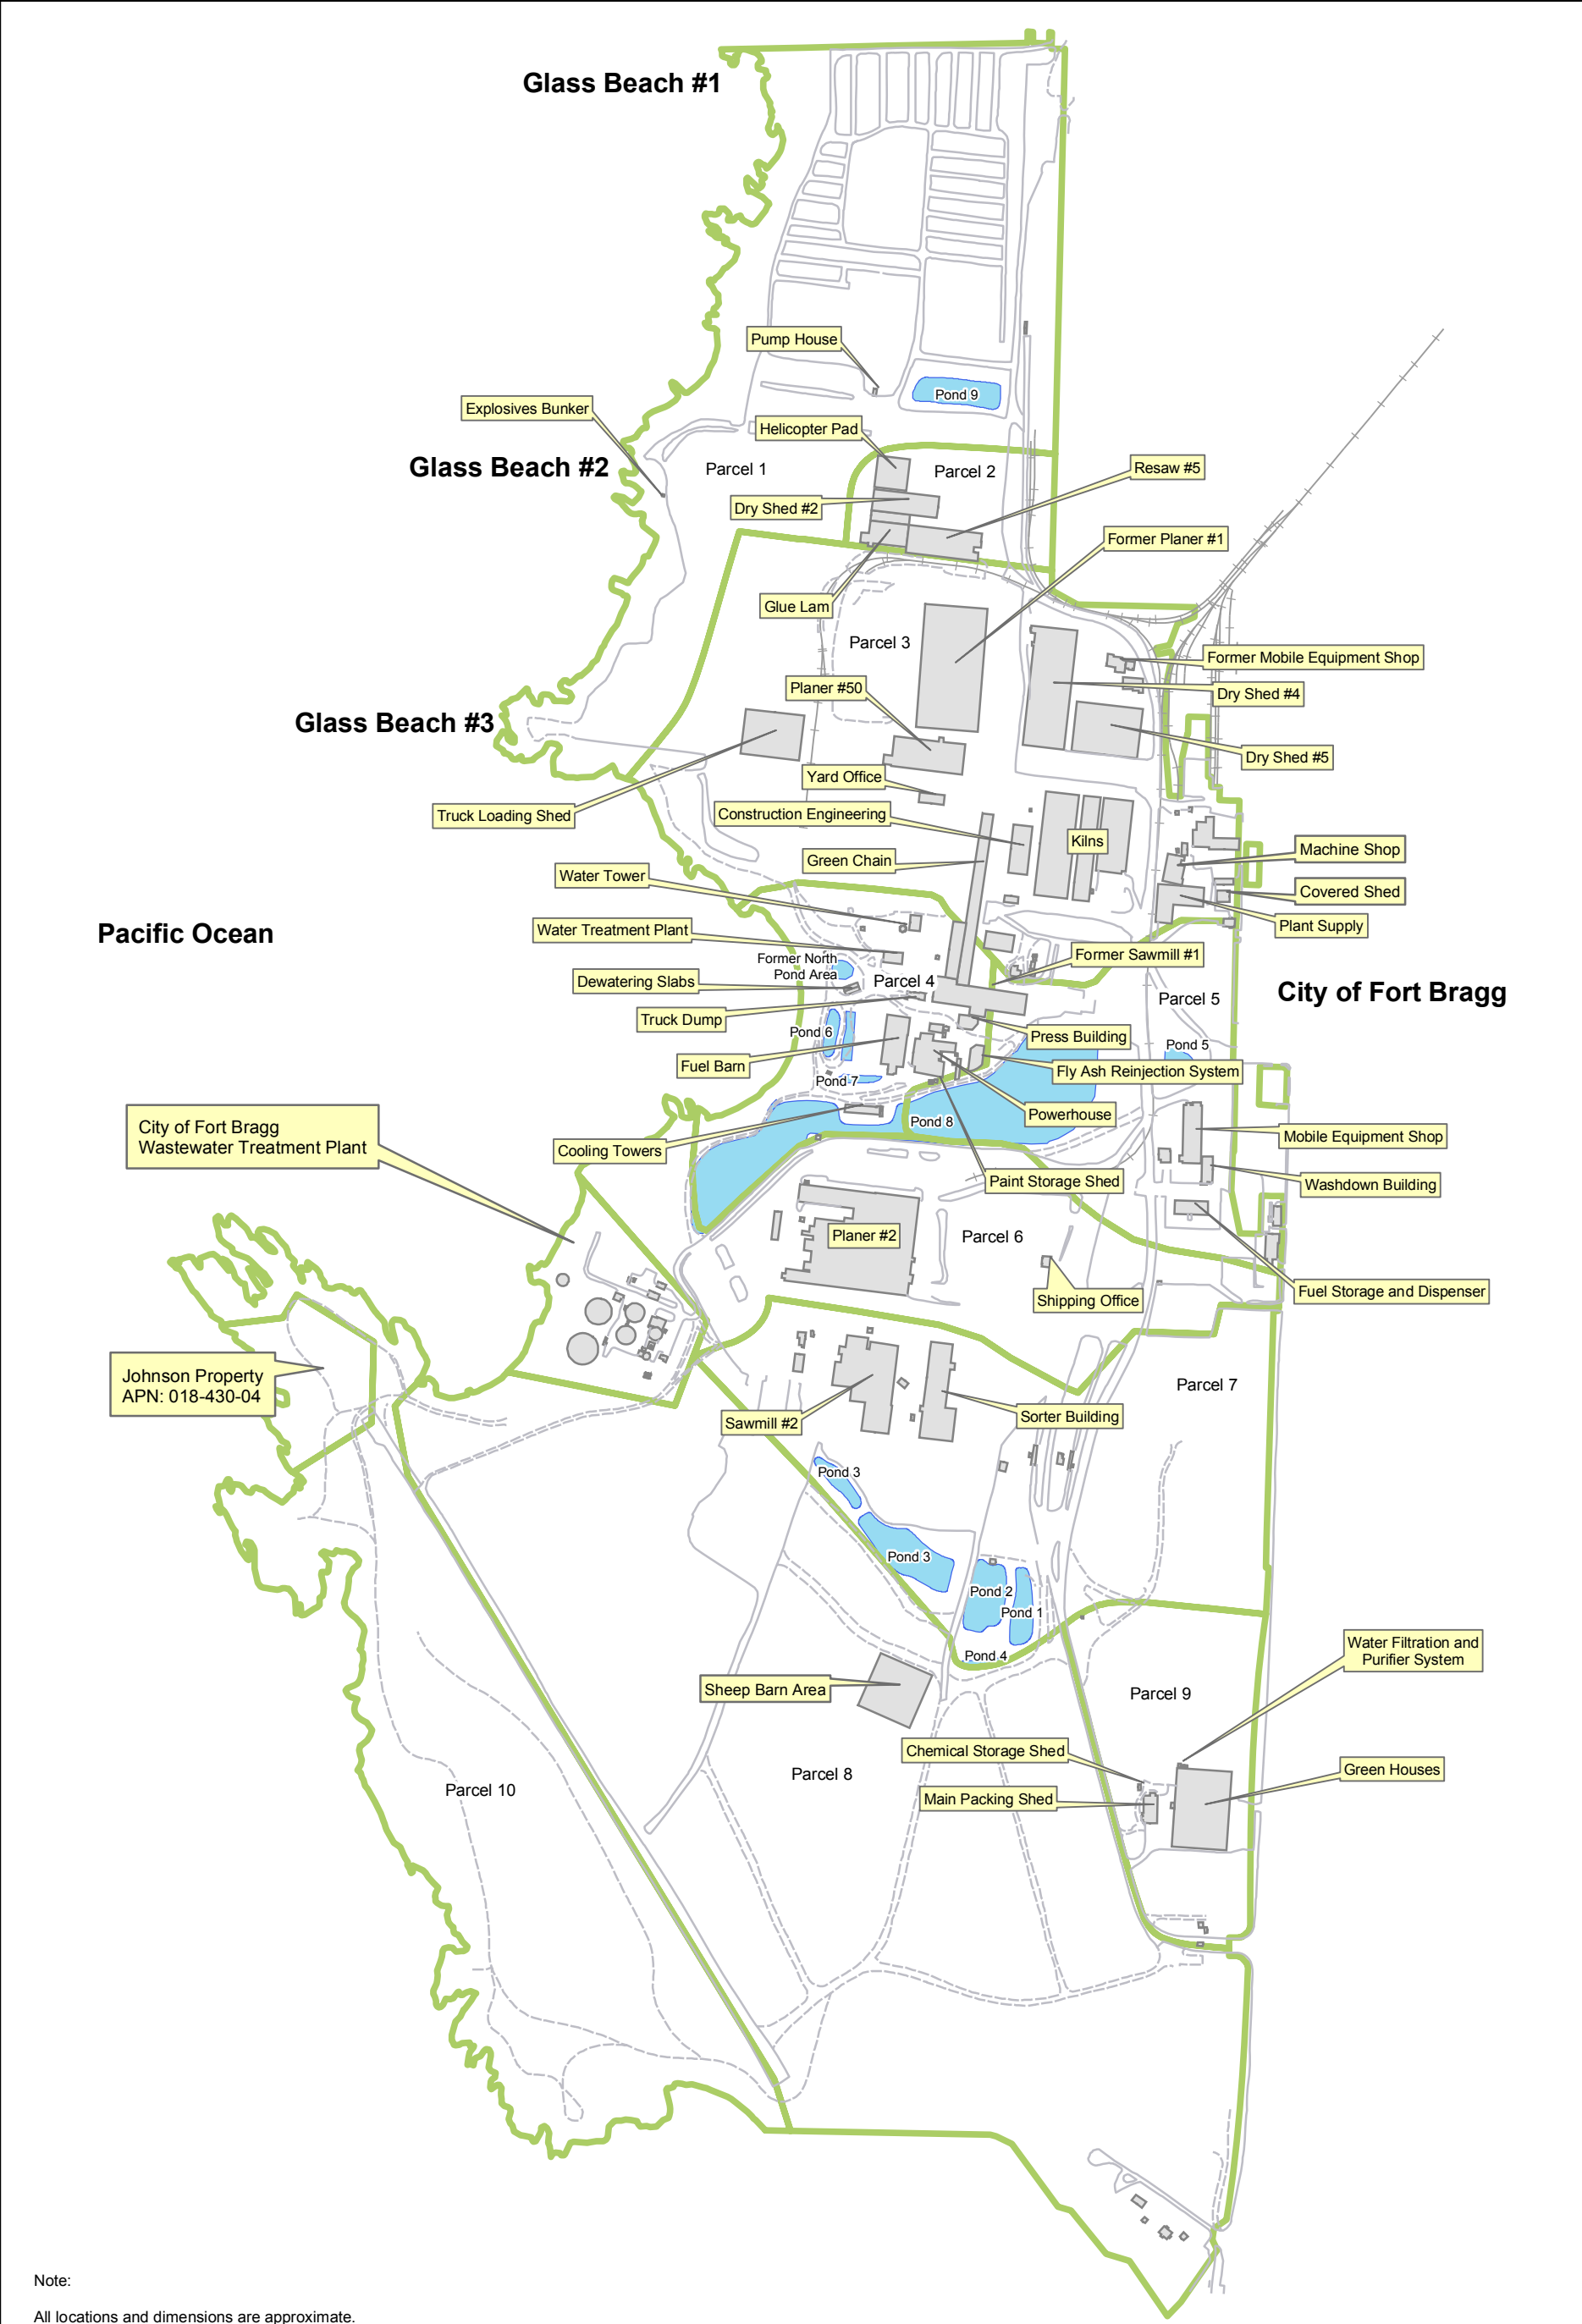 Glass Beach #1
Pump House
Pond 9
Explosives Bunker
Helicopter Pad
Glass Beach #2
Parcel 1
Parcel 2
Resaw #5
Dry Shed #2
Former Planer #1
Glue Lam
Parcel 3
Former Mobile Equipment Shop
Planer #50
Dry Shed #4
Glass Beach #3
Dry Shed #5
Yard Office
Truck Loading Shed
Construction Engineering
Kilns
Machine Shop
Green Chain
Water Tower
Covered Shed
Plant Supply
Pacific Ocean
Water Treatment Plant
Former Sawmill #1
Former North
Pond Area
Dewatering Slabs
Parcel 4
City of Fort Bragg
Parcel 5
Truck Dump
Pond 6
Press Building
Pond 5
Fuel Barn
Fly Ash Reinjection System
Pond 7
Powerhouse
Pond 8
City of Fort Bragg
Wastewater Treatment Plant
Mobile Equipment Shop
Cooling Towers
Paint Storage Shed
Washdown Building
Planer #2
Parcel 6
Fuel Storage and Dispenser
Shipping Office
Johnson Property
APN: 018-430-04
Parcel 7
Sawmill #2
Sorter Building
Pond 3
Pond 3
Pond 2
Pond 1
Pond 4
Water Filtration and
Purifier System
Sheep Barn Area
Parcel 9
Chemical Storage Shed
Green Houses
Parcel 8
Parcel 10
Main Packing Shed
Note:
All locations and dimensions are approximate.